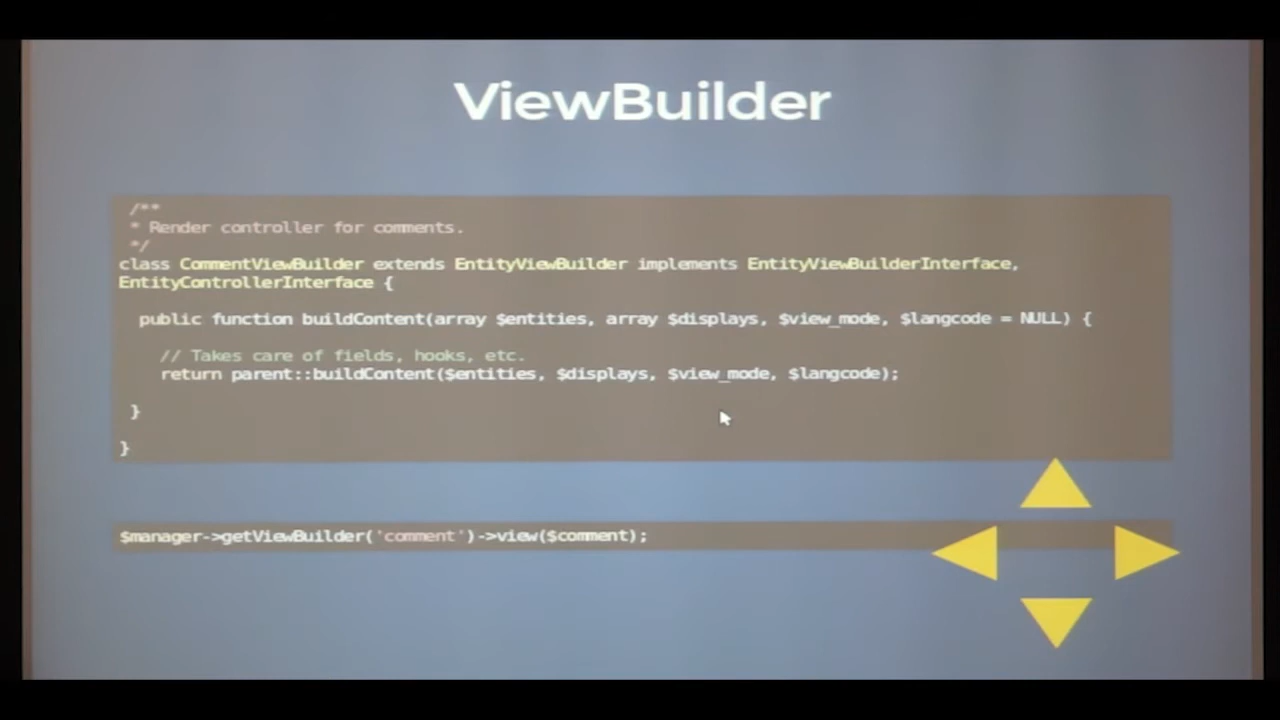 ViewBuilder
/**
* Render controller for comments.
*/
class CommentViewBuilder extends EntityViewBuilder implements EntityViewBuilderInterface,
EntityControllerInterface {
public function buildContent(array $entities, array $displays, $view_mode, $langcode = NULL) {
// Takes care of fields, hooks, etc.
return parent::buildContent($entities, $displays, $view_mode, $langcode);
}
}
$manager->getViewBuilder('comment')->view($comment);